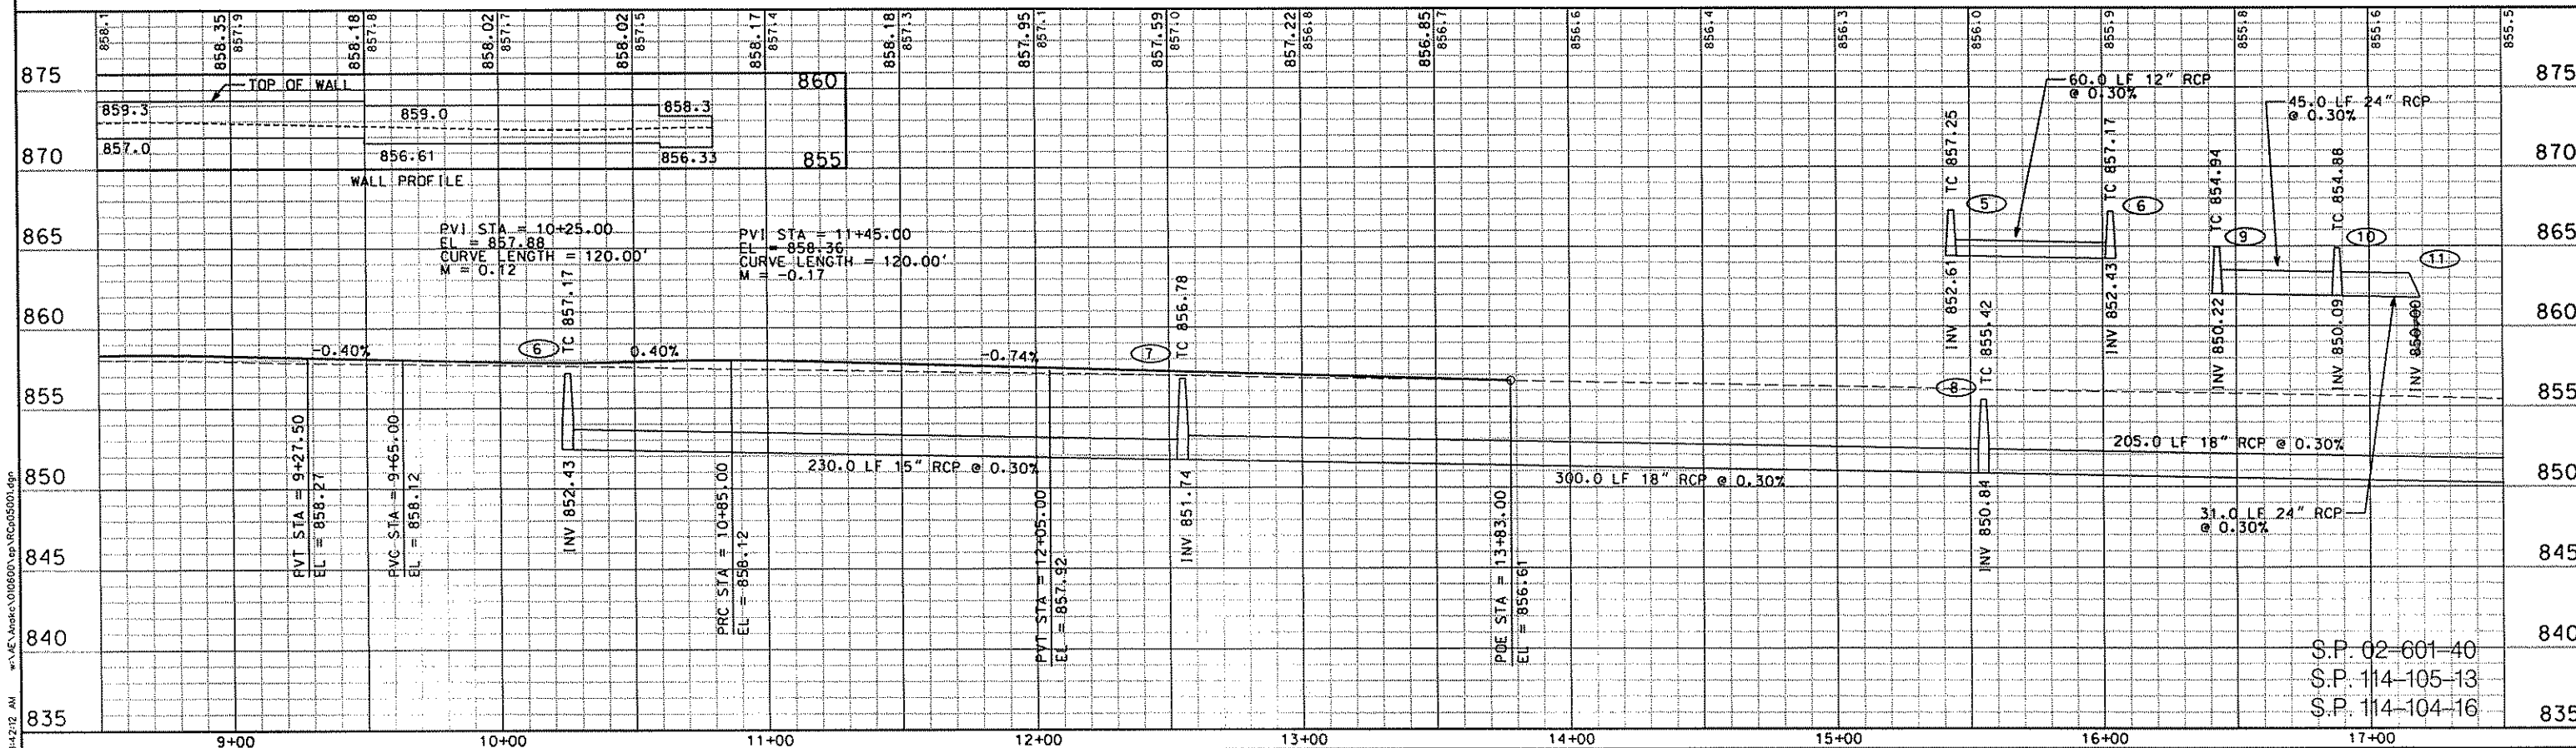 858.1
858.35
857.9
858.18
857.8
858.02
857.7
858.02
857.5
858.17
857.4
858.18
857.3
857.95
857.1
857.59
857.0
857.22
856.8
856.85
856.7
856.6
856.4
856.3
856.0
855.9
855.8
855.6
855.5
875
TOP OF WALL
860
875
859.3
859.0
858.3
857.0
856.61
856.33
855
WALL PROFILE
870
870
60.0 LF 12" RCP
@ 0.30%
45.0 LF 24" RCP
@ 0.30%
TC 857.25
INV 852.61
5
TC 857.17
INV 852.43
6
TC 854.94
INV 850.22
9
TC 854.88
INV 850.09
10
11
INV 850.00
865
865
PVI STA = 10+25.00
EL = 857.88
CURVE LENGTH = 120.00'
M = 0.12
PVI STA = 11+45.00
EL = 858.36
CURVE LENGTH = 120.00'
M = -0.17
860
860
-0.40%
6
TC 857.17
0.40%
-0.74%
7
TC 856.78
8
TC 855.42
855
855
PVT STA = 9+27.50
EL = 858.27
PVC STA = 9+65.00
EL = 858.12
INV 852.43
230.0 LF 15" RCP @ 0.30%
PRC STA = 10+85.00
EL = 858.12
PVT STA = 12+05.00
EL = 857.92
INV 851.74
300.0 LF 18" RCP @ 0.30%
POE STA = 13+83.00
EL = 856.61
INV 850.84
205.0 LF 18" RCP @ 0.30%
31.0 LF 24" RCP
@ 0.30%
850
850
845
845
840
840
835
835
S.P. 02-601-40
S.P. 114-105-13
S.P. 114-104-16
9+00
10+00
11+00
12+00
13+00
14+00
15+00
16+00
17+00